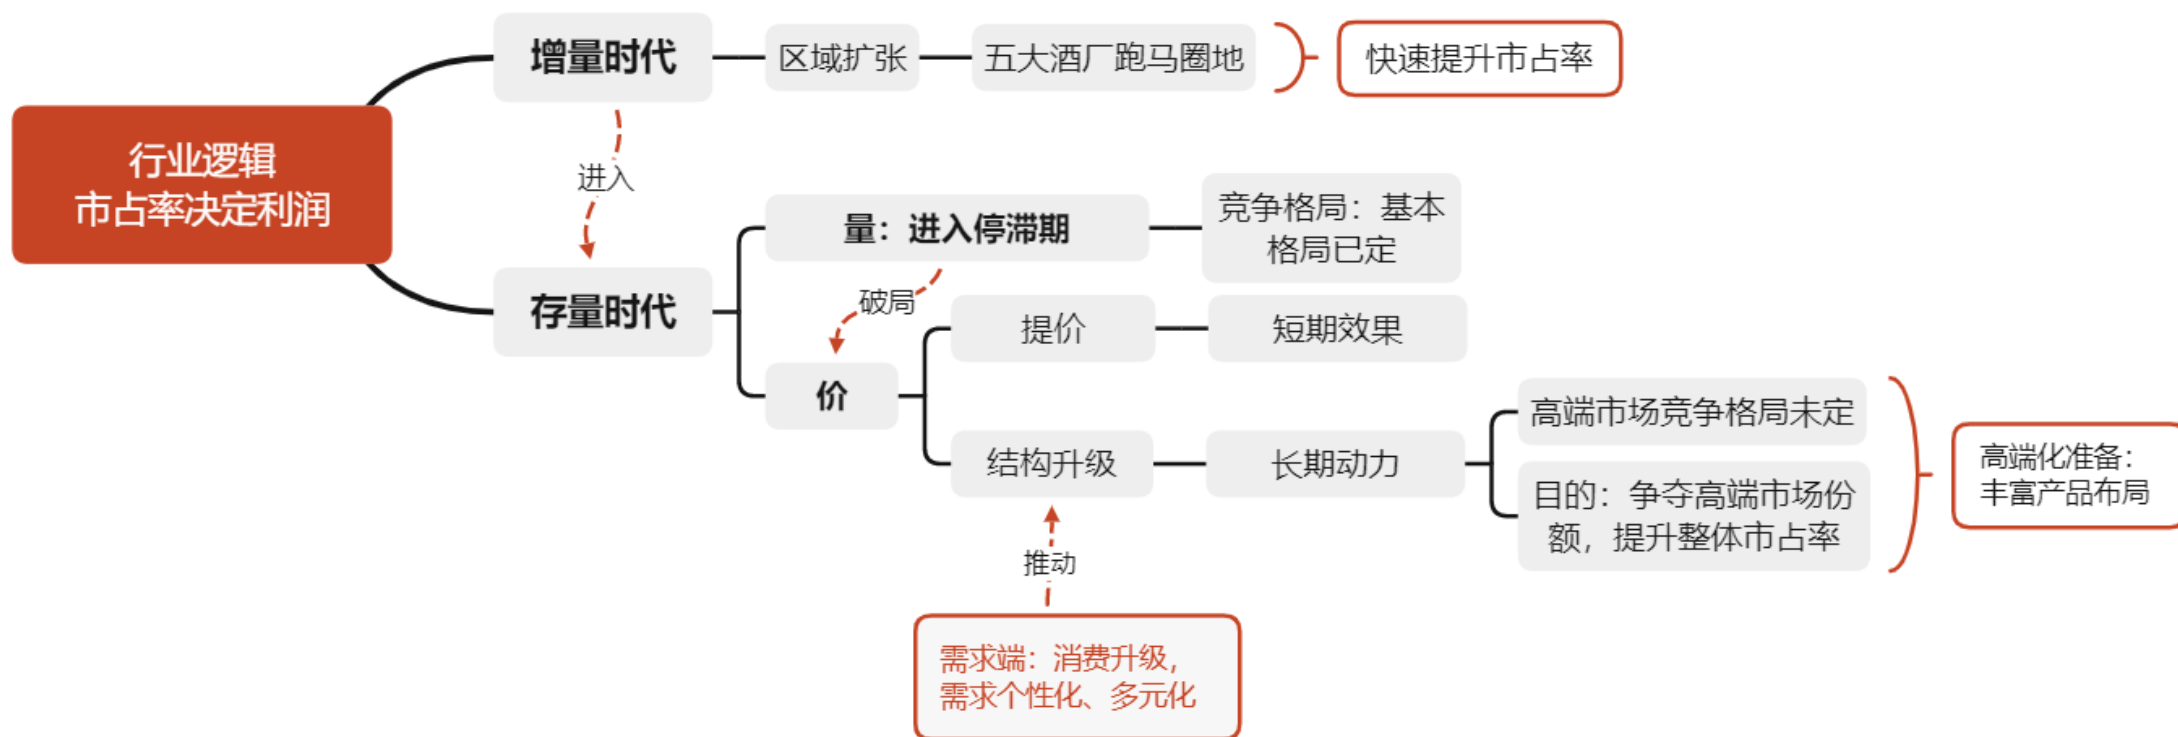 行业逻辑
市占率决定利润
增量时代
区域扩张
五大酒厂跑马圈地
快速提升市占率
进入
存量时代
量：进入停滞期
竞争格局：基本
格局已定
破局
价
提价
短期效果
结构升级
长期动力
高端市场竞争格局未定
目的：争夺高端市场份
额，提升整体市占率
高端化准备：
丰富产品布局
推动
需求端：消费升级，
需求个性化、多元化